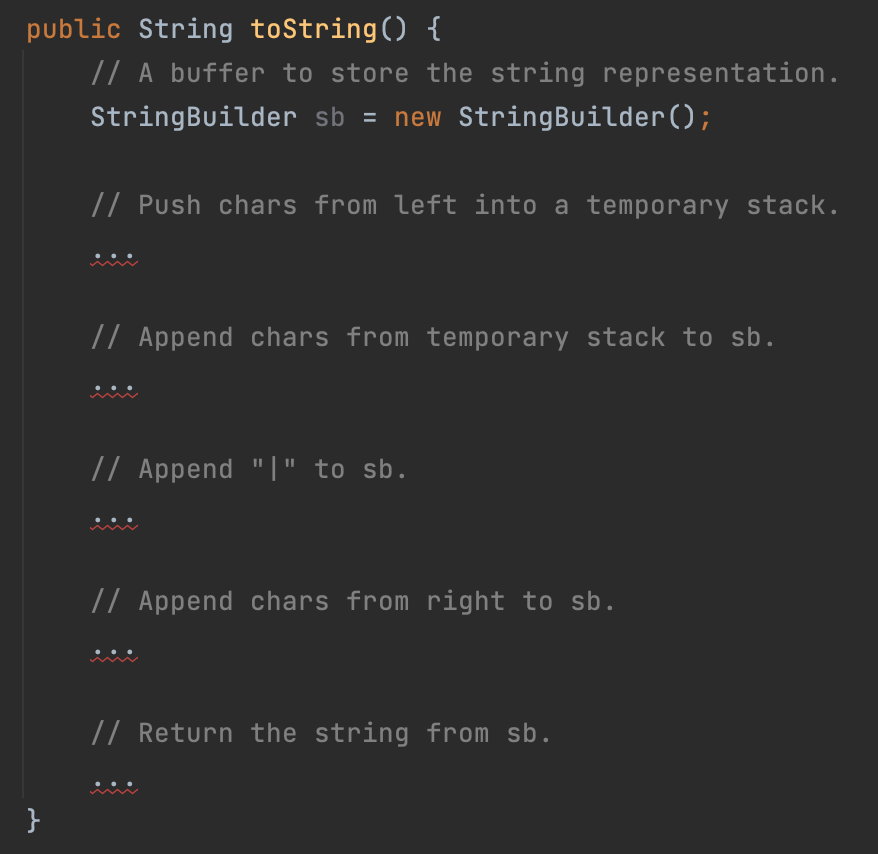 public String toString() {
    // A buffer to store the string representation.
    StringBuilder sb = new StringBuilder();

    // Push chars from left into a temporary stack.
    ...

    // Append chars from temporary stack to sb.
    ...

    // Append "|" to sb.
    ...

    // Append chars from right to sb.
    ...

    // Return the string from sb.
    ...
}